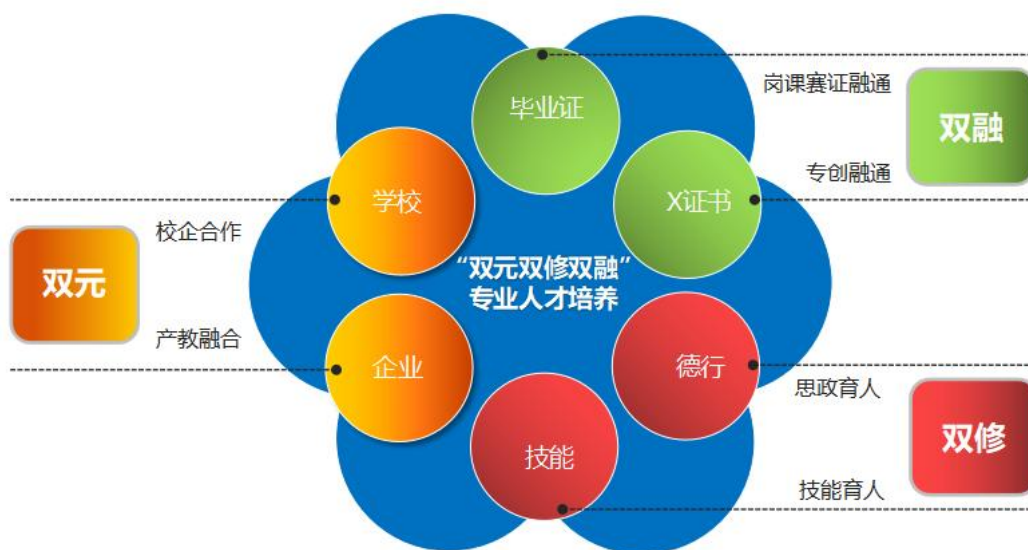 毕业证
岗课赛证融通
双融
专创融通
学校
X证书
校企合作
双元
“双元双修双融”
专业人才培养
产教融合
企业
德行
思政育人
双修
技能
技能育人